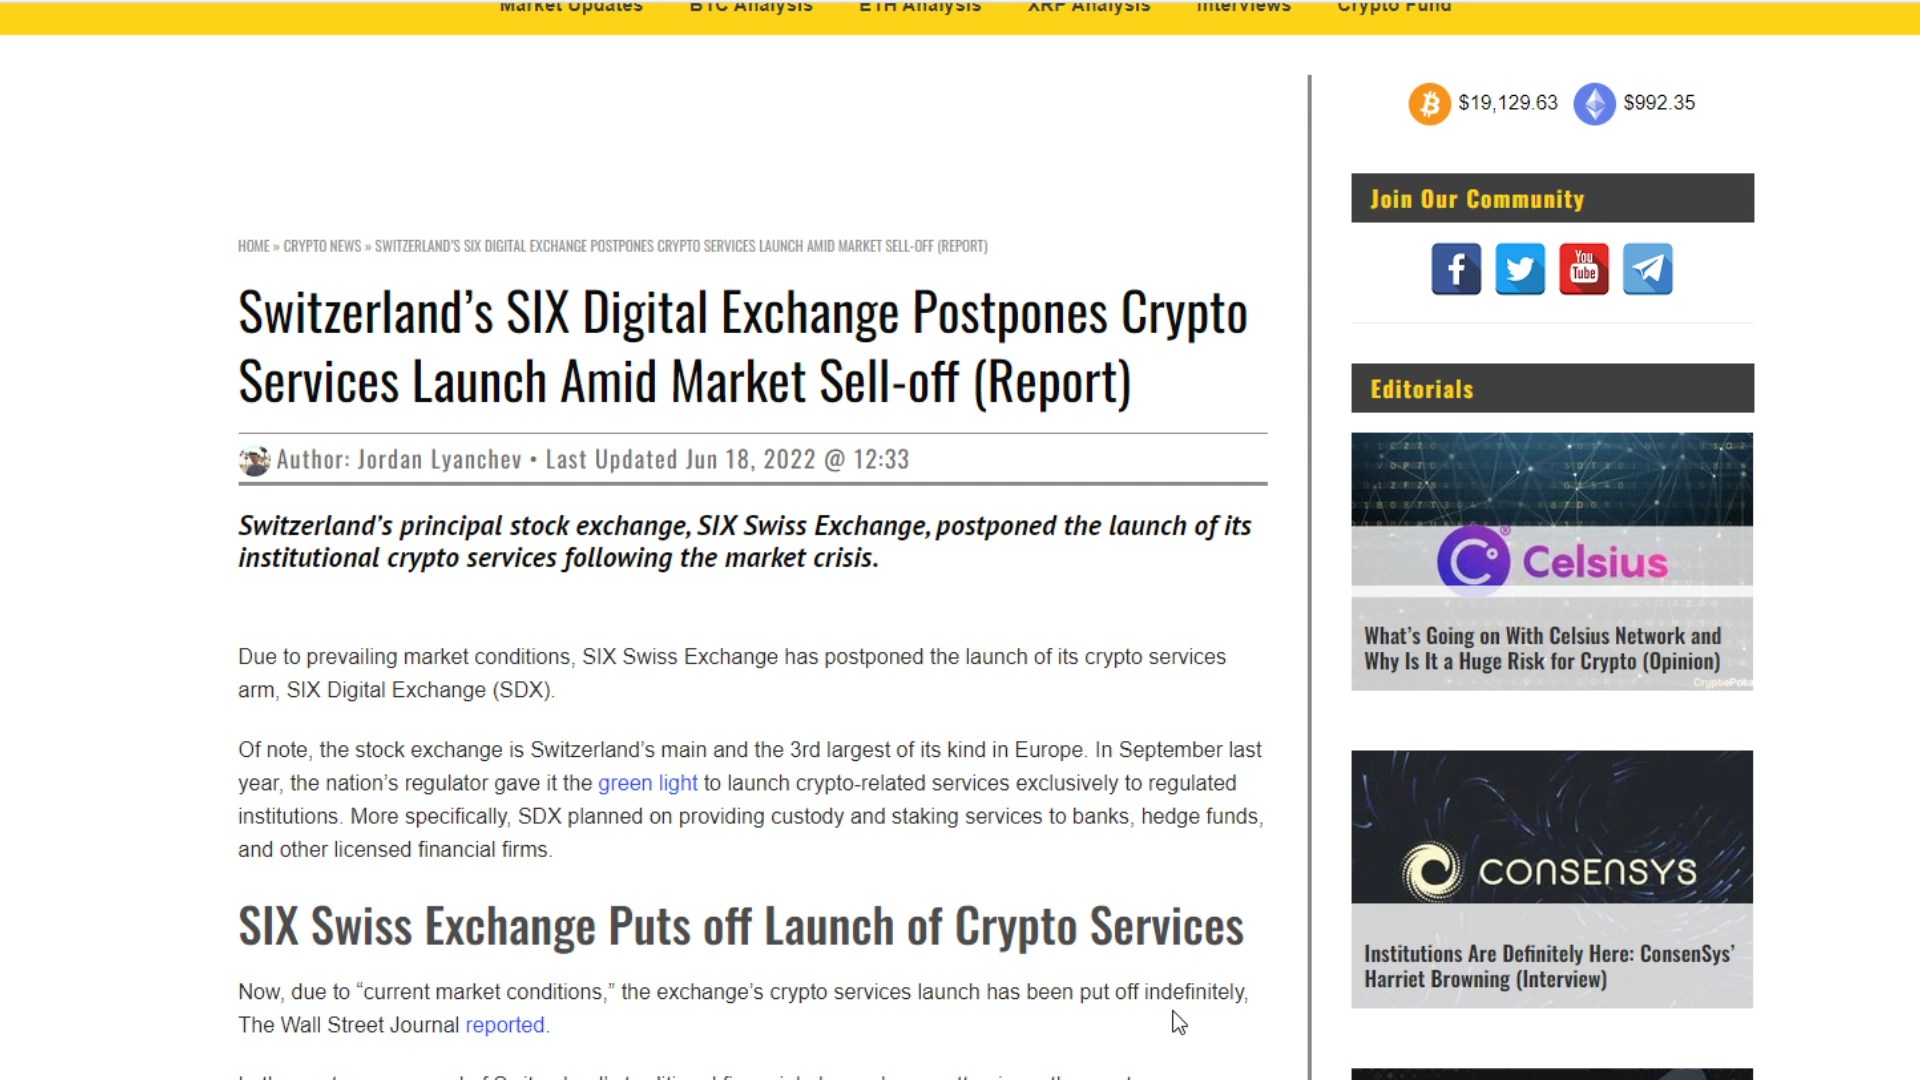 Market Updates BTC Analysis ETH Analysis XRP Analysis Interviews Crypto Fund
$19,129.63 $992.35
Join Our Community
You
Tube
HOME » CRYPTO NEWS » SWITZERLAND'S SIX DIGITAL EXCHANGE POSTPONES CRYPTO SERVICES LAUNCH AMID MARKET SELL-OFF (REPORT)
Switzerland's SIX Digital Exchange Postpones Crypto
Services Launch Amid Market Sell-off (Report)
Author: Jordan Lyanchev • Last Updated Jun 18, 2022 @ 12:33
Switzerland's principal stock exchange, SIX Swiss Exchange, postponed the launch of its
institutional crypto services following the market crisis.
Due to prevailing market conditions, SIX Swiss Exchange has postponed the launch of its crypto services
arm, SIX Digital Exchange (SDX).
Of note, the stock exchange is Switzerland's main and the 3rd largest of its kind in Europe. In September last
year, the nation's regulator gave it the green light to launch crypto-related services exclusively to regulated
institutions. More specifically, SDX planned on providing custody and staking services to banks, hedge funds,
and other licensed financial firms.
SIX Swiss Exchange Puts off Launch of Crypto Services
Now, due to “current market conditions,” the exchange's crypto services launch has been put off indefinitely,
The Wall Street Journal reported.
Editorials
Celsius
What's Going on With Celsius Network and
Why Is It a Huge Risk for Crypto (Opinion)
CONSENSYS
Institutions Are Definitely Here: ConsenSys'
Harriet Browning (Interview)